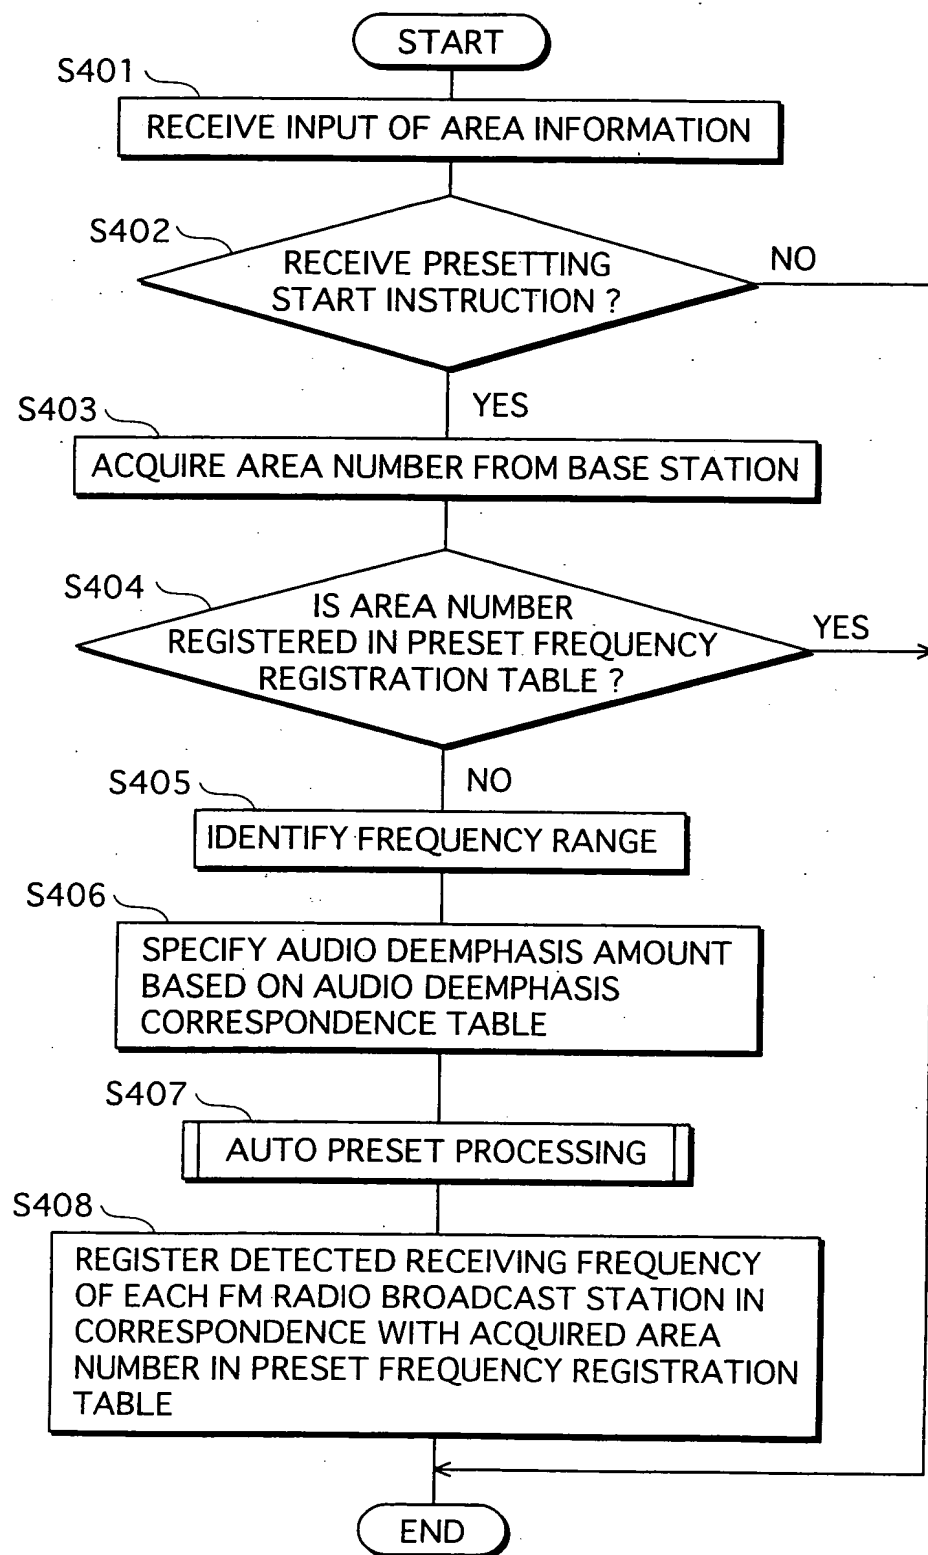 START
S401
RECEIVE INPUT OF AREA INFORMATION
S402
RECEIVE PRESETTING
START INSTRUCTION ?
NO
YES
S403
ACQUIRE AREA NUMBER FROM BASE STATION
S404
IS AREA NUMBER
REGISTERED IN PRESET FREQUENCY
REGISTRATION TABLE ?
YES
NO
S405
IDENTIFY FREQUENCY RANGE
S406
SPECIFY AUDIO DEEMPHASIS AMOUNT
BASED ON AUDIO DEEMPHASIS
CORRESPONDENCE TABLE
S407
AUTO PRESET PROCESSING
S408
REGISTER DETECTED RECEIVING FREQUENCY
OF EACH FM RADIO BROADCAST STATION IN
CORRESPONDENCE WITH ACQUIRED AREA
NUMBER IN PRESET FREQUENCY REGISTRATION
TABLE
END